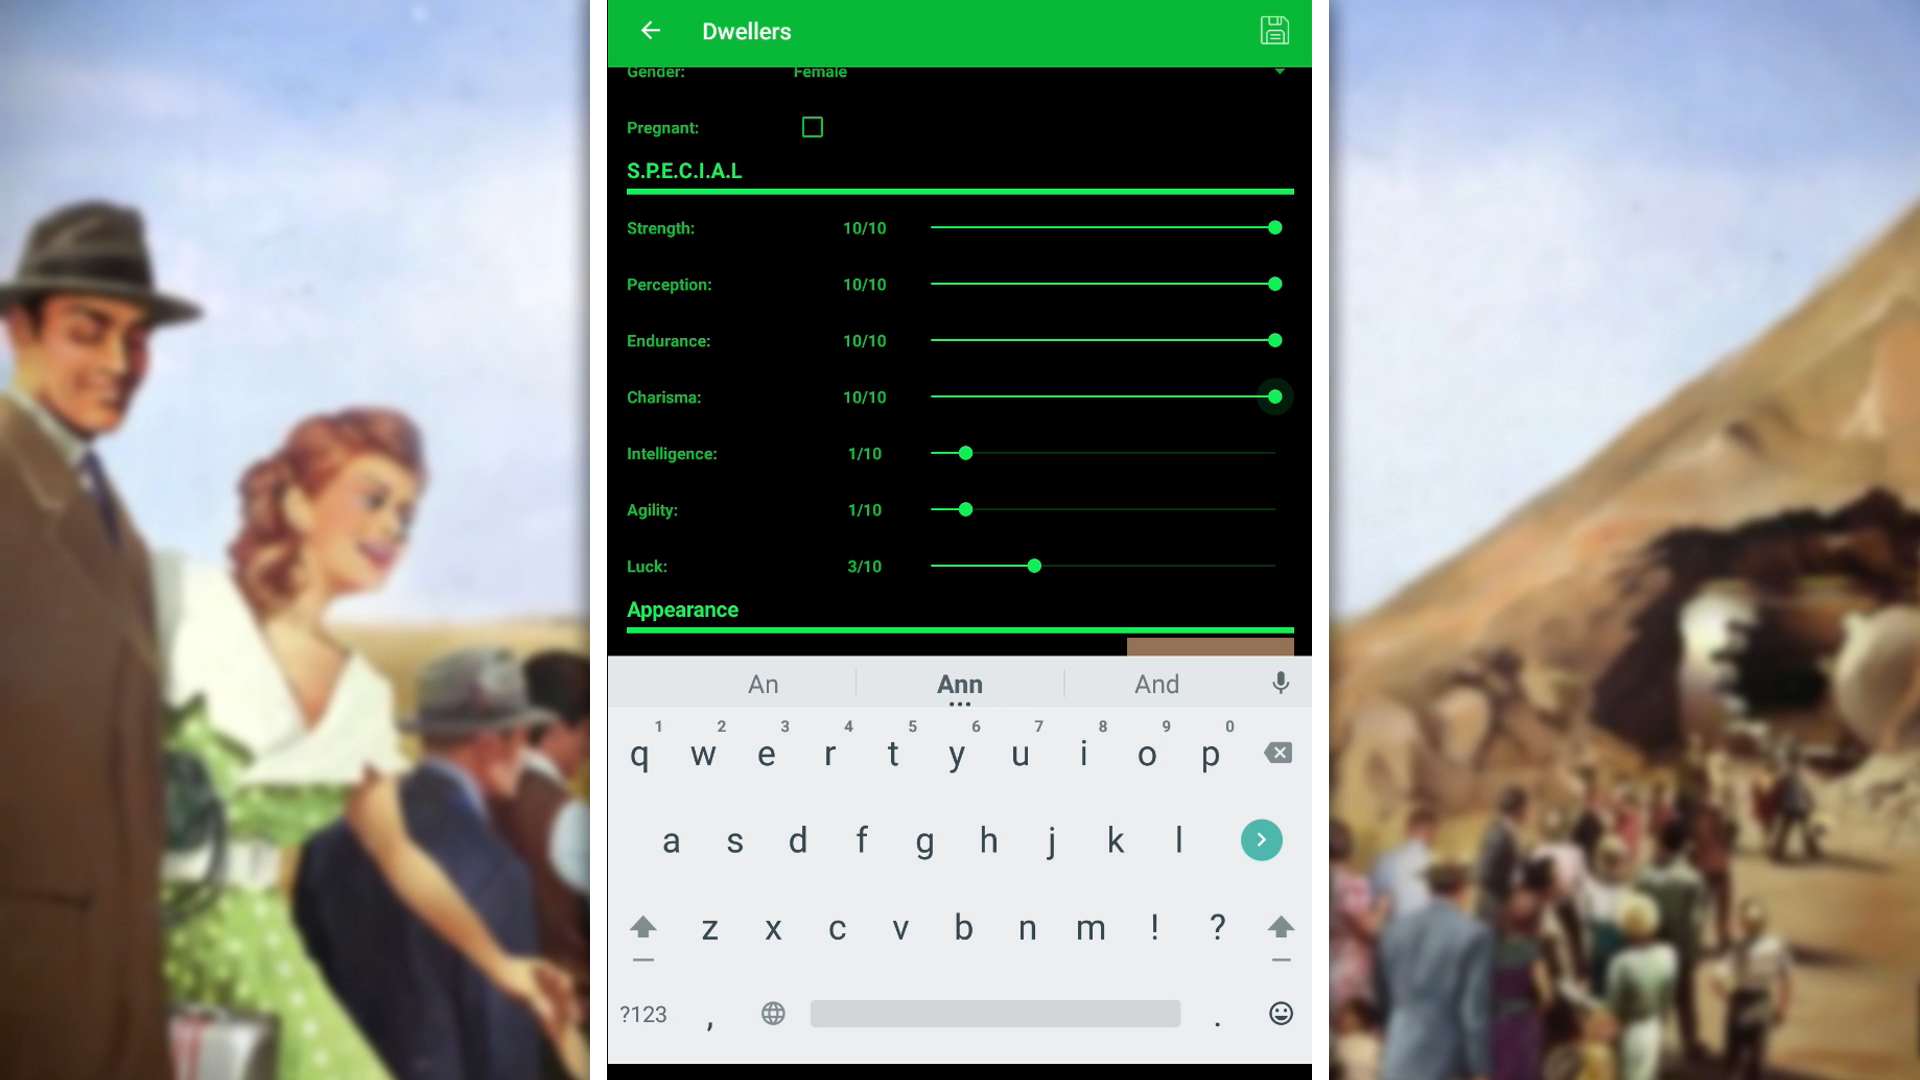 Dwellers
Gender: Female
Pregnant:
S.P.E.C.I.A.L
Strength: 10/10
Perception: 10/10
Endurance: 10/10
Charisma: 10/10
Intelligence: 1/10
Agility: 1/10
Luck: 3/10
Appearance
An Ann And
1 2 3 4 5 6 7 8 9 0
q w e r t y u i o p
a s d f g h j k l
z x c v b n m ! ?
?123 , .